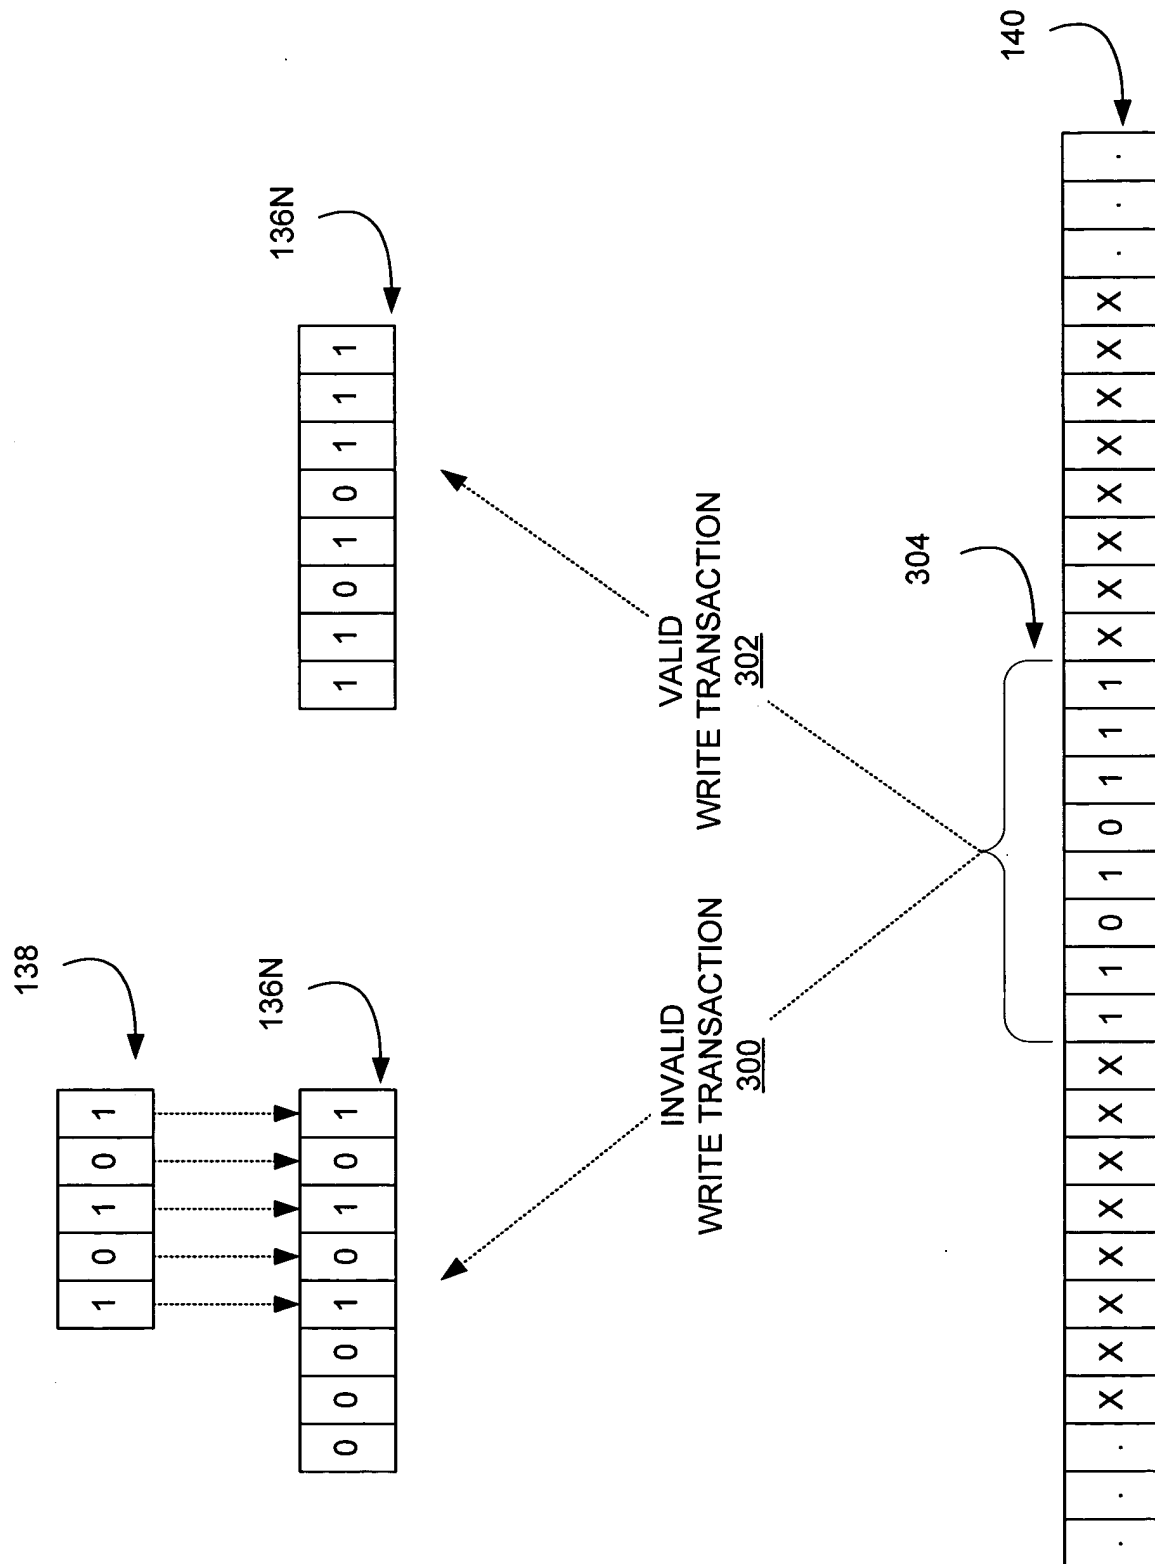 138
1 0 1 0 1
136N
0 0 0 1 0 1 0 1
136N
1 1 0 1 0 1 1 1
INVALID
WRITE TRANSACTION
300
VALID
WRITE TRANSACTION
302
304
140
. . . X X X X X X X X 1 1 0 1 0 1 1 1 X X X X X X X X . . .